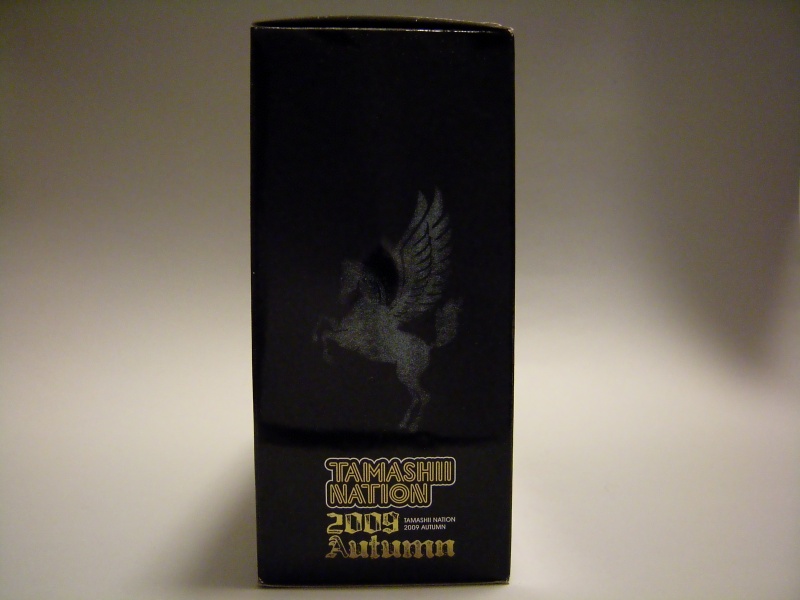 TAMASHII
NATION
2009
TAMASHII NATION
2009 AUTUMN
Autumn